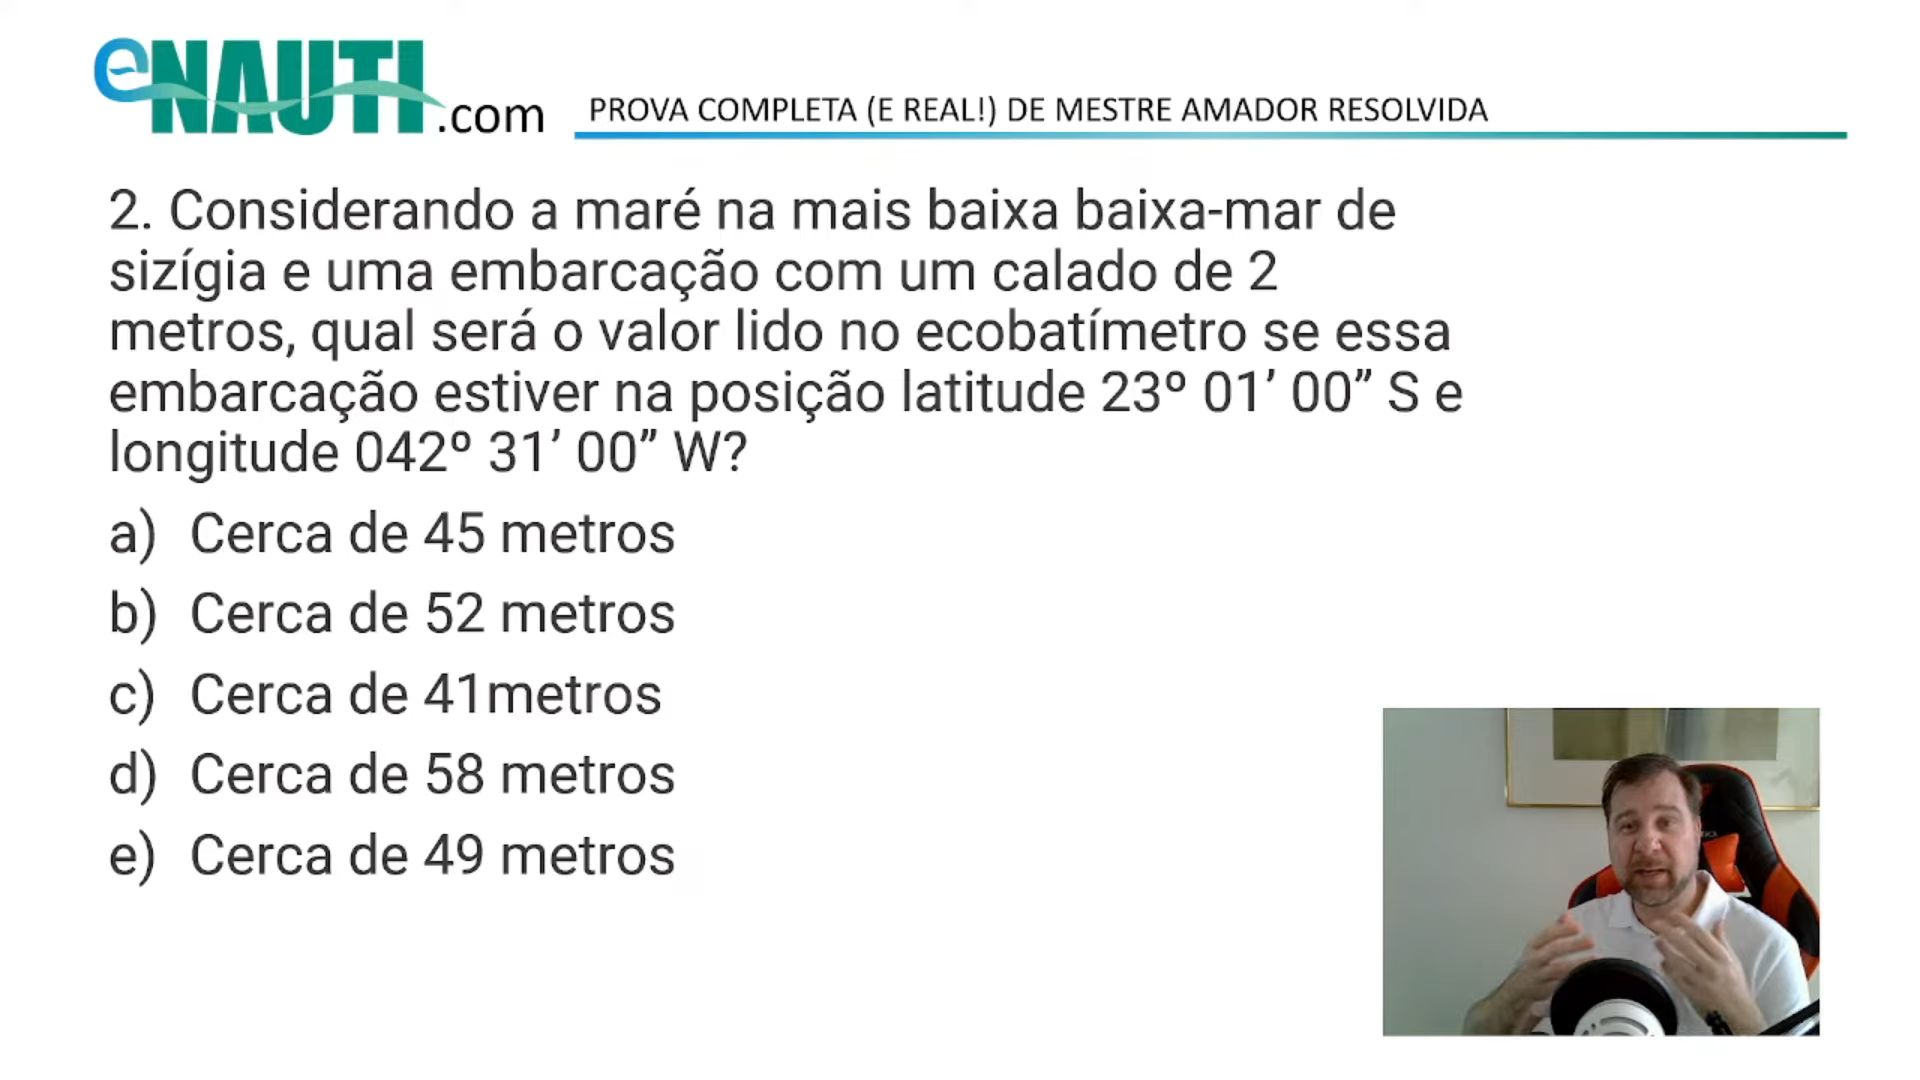 eNAUTI.com
PROVA COMPLETA (E REAL!) DE MESTRE AMADOR RESOLVIDA
2. Considerando a maré na mais baixa baixa-mar de
sizígia e uma embarcação com um calado de 2
metros, qual será o valor lido no ecobatímetro se essa
embarcação estiver na posição latitude 23º 01’ 00” S e
longitude 042º 31’ 00” W?
a) Cerca de 45 metros
b) Cerca de 52 metros
c) Cerca de 41metros
d) Cerca de 58 metros
e) Cerca de 49 metros